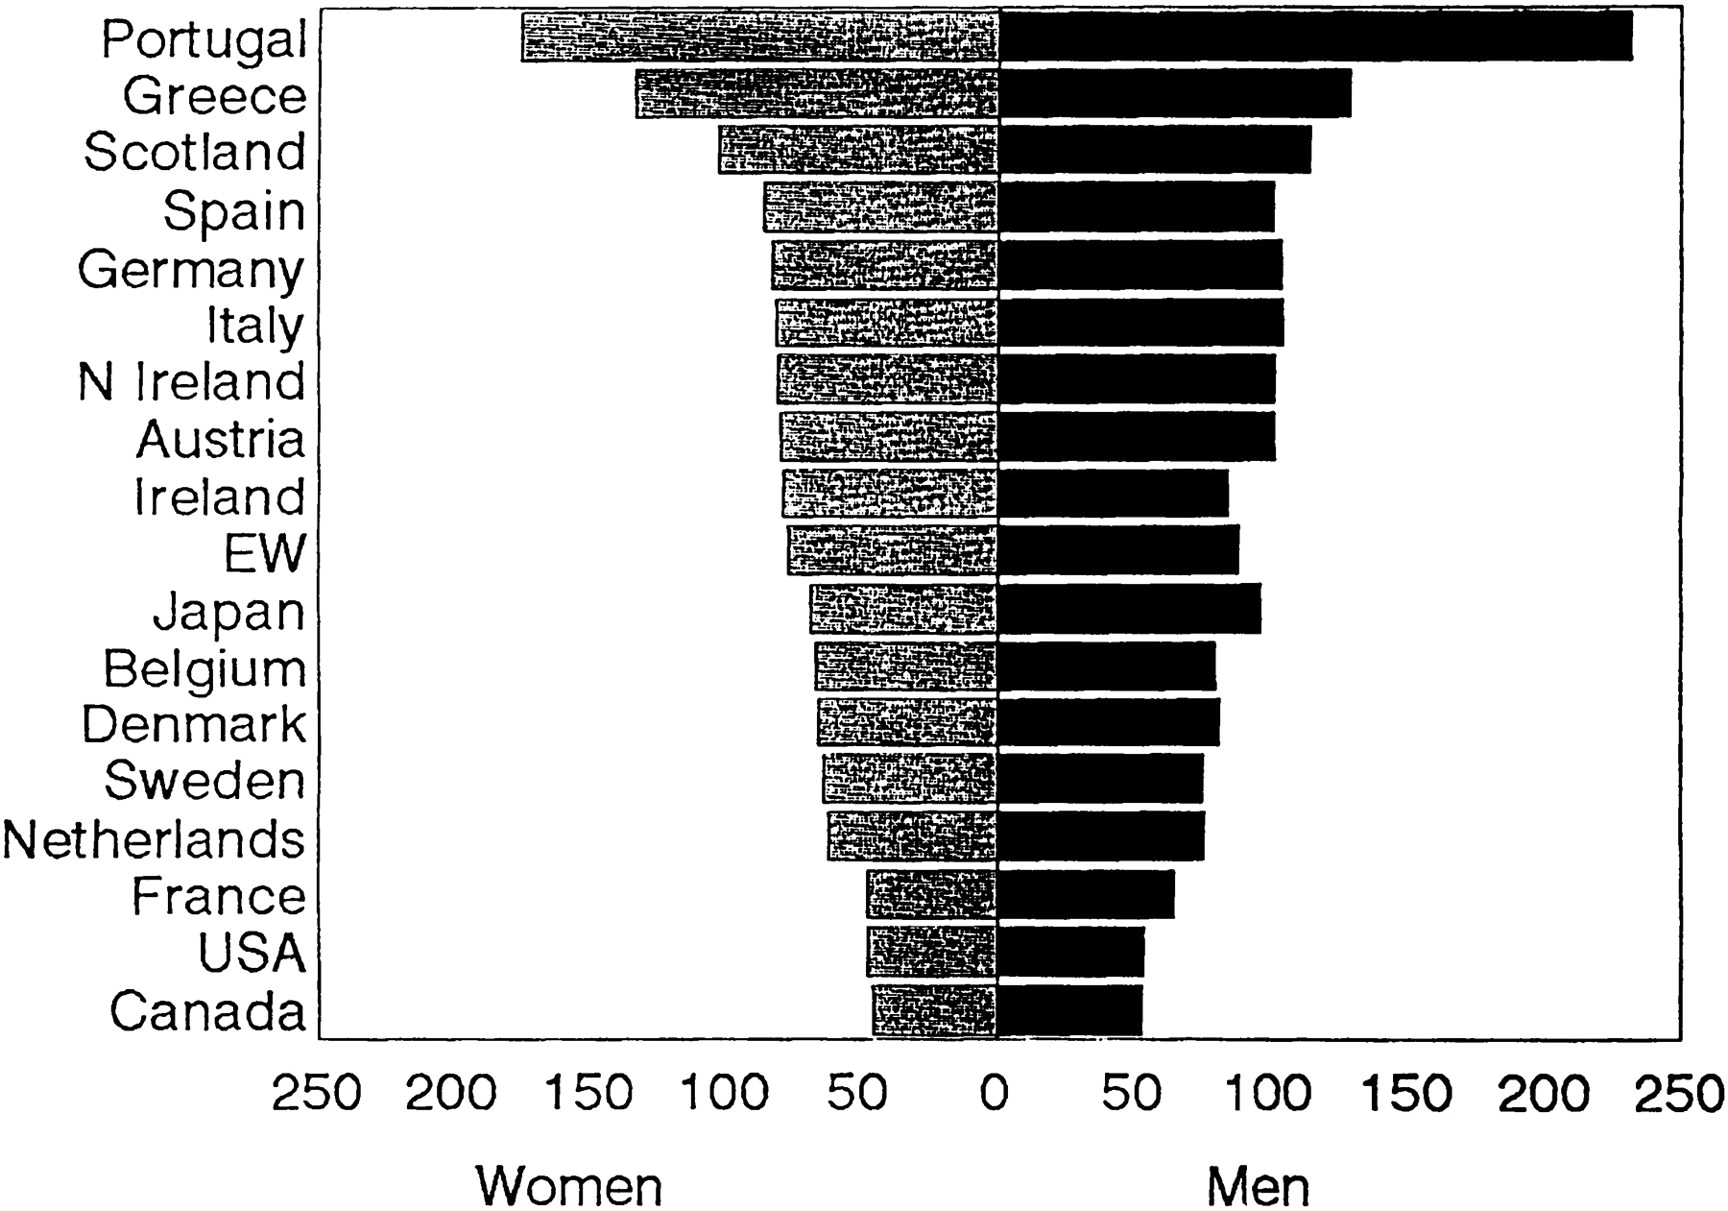 Portugal
Greece
Scotland
Spain
Germany
Italy
N Ireland
Austria
Ireland
EW
Japan
Belgium
Denmark
Sweden
Netherlands
France
USA
Canada
250 200 150 100 50 0 50 100 150 200 250
Women Men